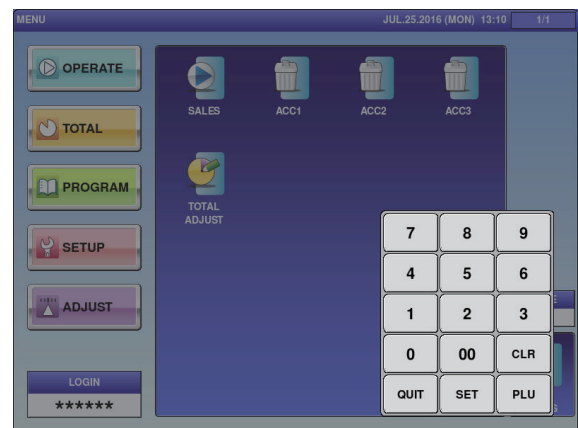 MENU
JUL.25.2016 (MON) 13:10
1/1
OPERATE
TOTAL
PROGRAM
SETUP
ADJUST
LOGIN
******
SALES
ACC1
ACC2
ACC3
TOTAL
ADJUST
7 8 9
4 5 6
1 2 3
0 00 CLR
QUIT SET PLU